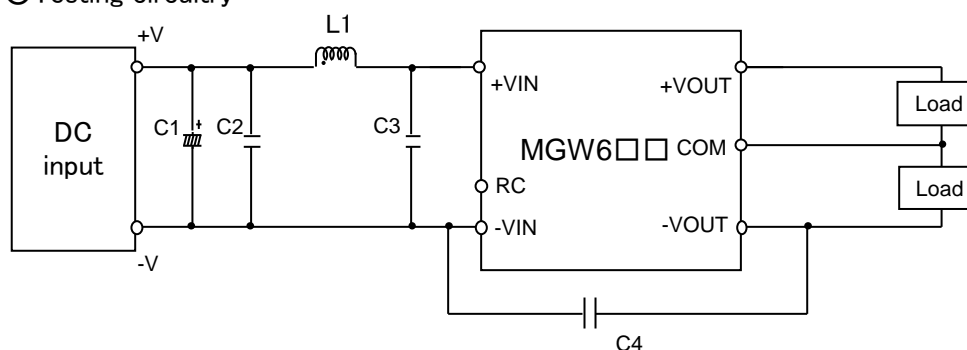 Testing circuitry
+V
L1
+VIN
+VOUT
Load
C1
+
C2
C3
DC
input
MGW6□□
COM
RC
Load
-VIN
-VOUT
-V
C4